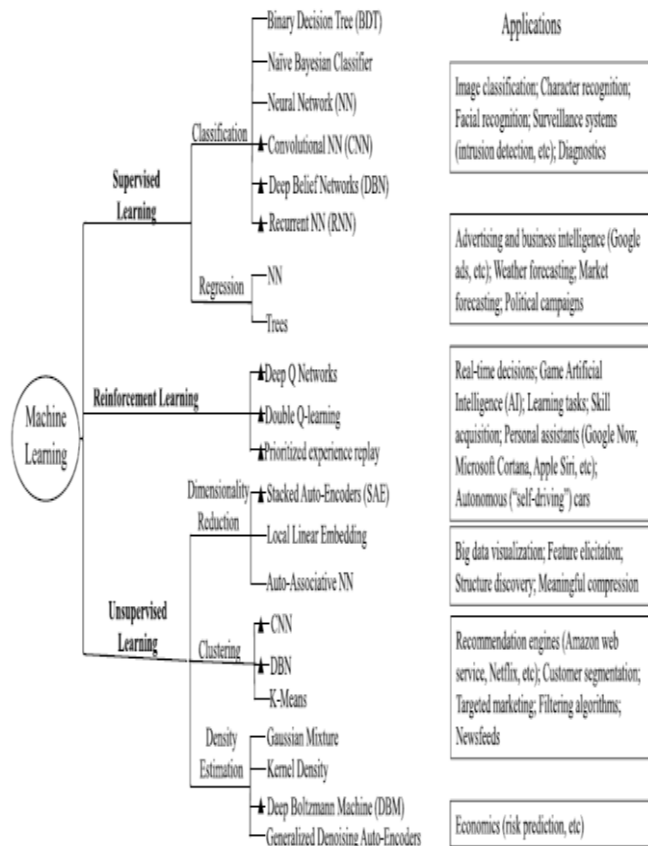 Binary Decision Tree (BDT)
Applications
Naïve Bayesian Classifier
Neural Network (NN)
Classification
Convolutional NN (CNN)
Deep Belief Networks (DBN)
Recurrent NN (RNN)
Image classification; Character recognition;
Facial recognition; Surveillance systems
(intrusion detection, etc); Diagnostics
Supervised
Learning
Regression
NN
Trees
Advertising and business intelligence (Google
ads, etc); Weather forecasting; Market
forecasting; Political campaigns
Machine
Learning
Reinforcement Learning
Deep Q Networks
Double Q-learning
Prioritized experience replay
Real-time decisions; Game Artificial
Intelligence (AI); Learning tasks; Skill
acquisition; Personal assistants (Google Now,
Microsoft Cortana, Apple Siri, etc);
Autonomous (“self-driving”) cars
Dimensionality
Reduction
Stacked Auto-Encoders (SAE)
Local Linear Embedding
Auto-Associative NN
Big data visualization; Feature elicitation;
Structure discovery; Meaningful compression
Unsupervised
Learning
Clustering
CNN
DBN
K-Means
Recommendation engines (Amazon web
service, Netflix, etc); Customer segmentation;
Targeted marketing; Filtering algorithms;
Newsfeeds
Density
Estimation
Gaussian Mixture
Kernel Density
Deep Boltzmann Machine (DBM)
Generalized Denoising Auto-Encoders
Economics (risk prediction, etc)